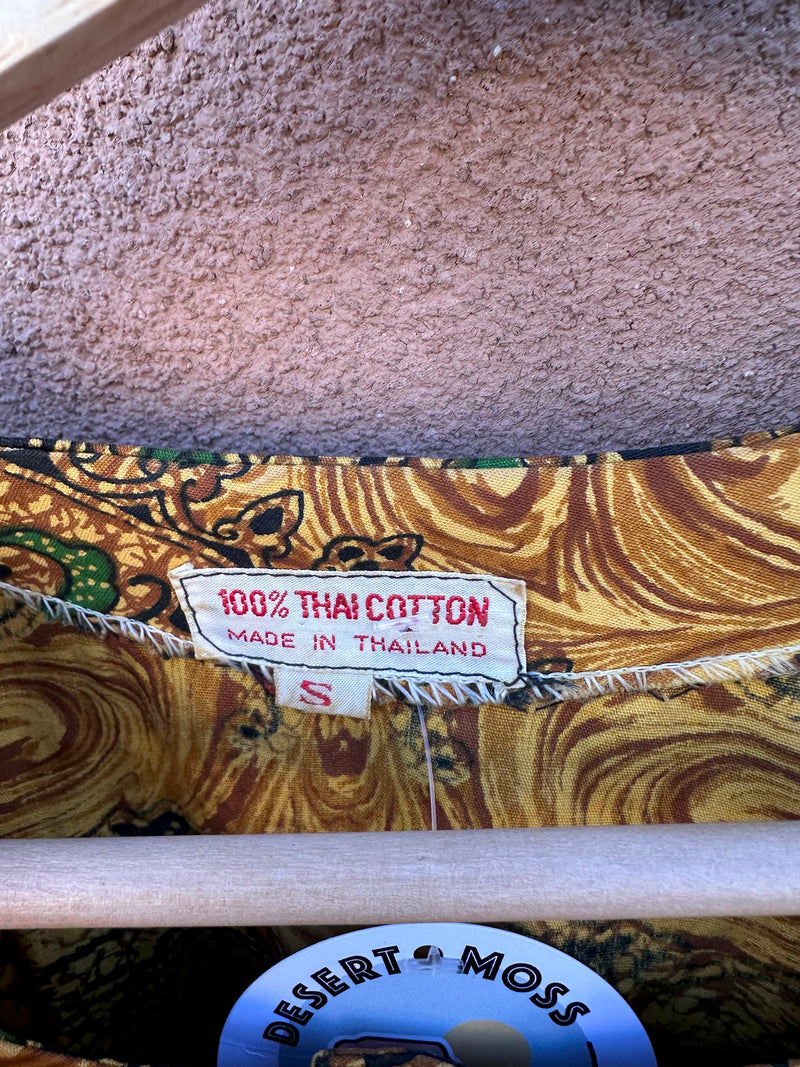 100% THAI COTTON
MADE IN THAILAND
S
DESERT MOSS